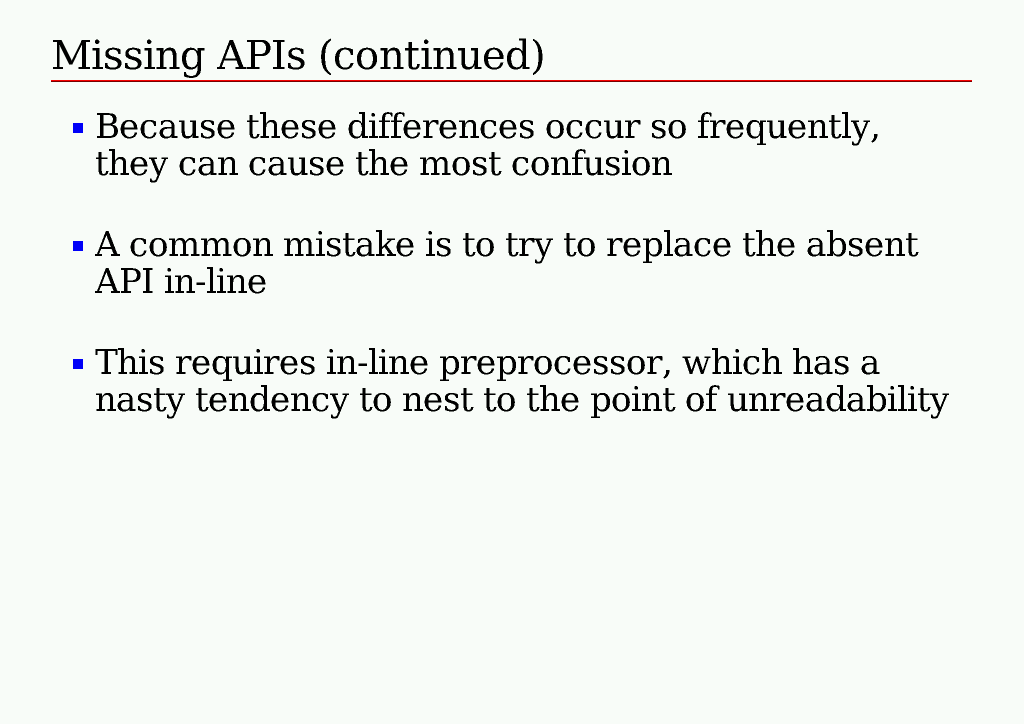 Missing APIs (continued)
Because these differences occur so frequently,
they can cause the most confusion
A common mistake is to try to replace the absent
API in-line
This requires in-line preprocessor, which has a
nasty tendency to nest to the point of unreadability